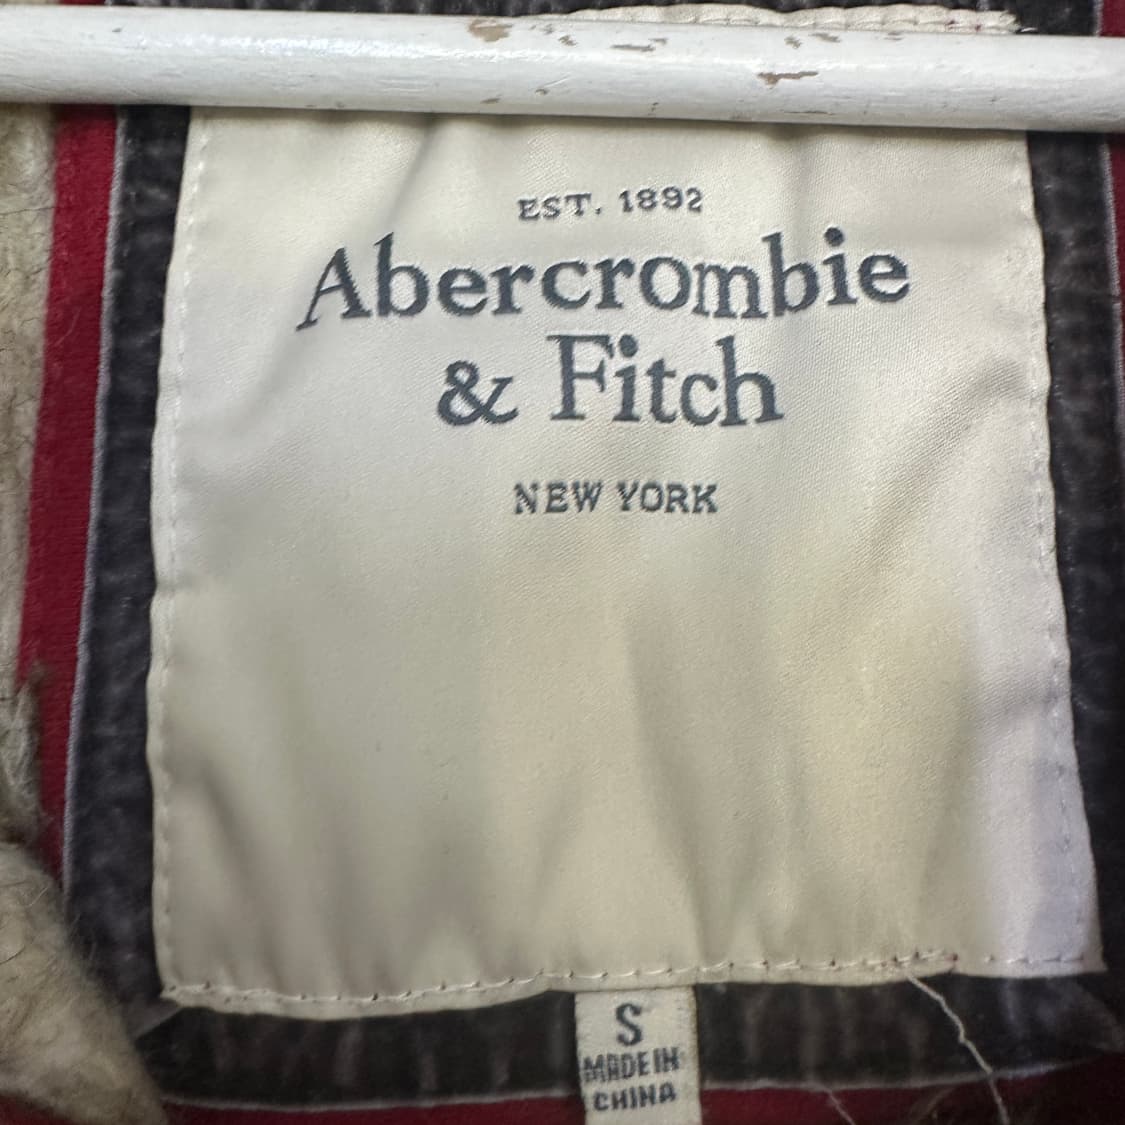 EST. 1892
Abercrombie
& Fitch
NEW YORK
S
MADE IN
CHINA